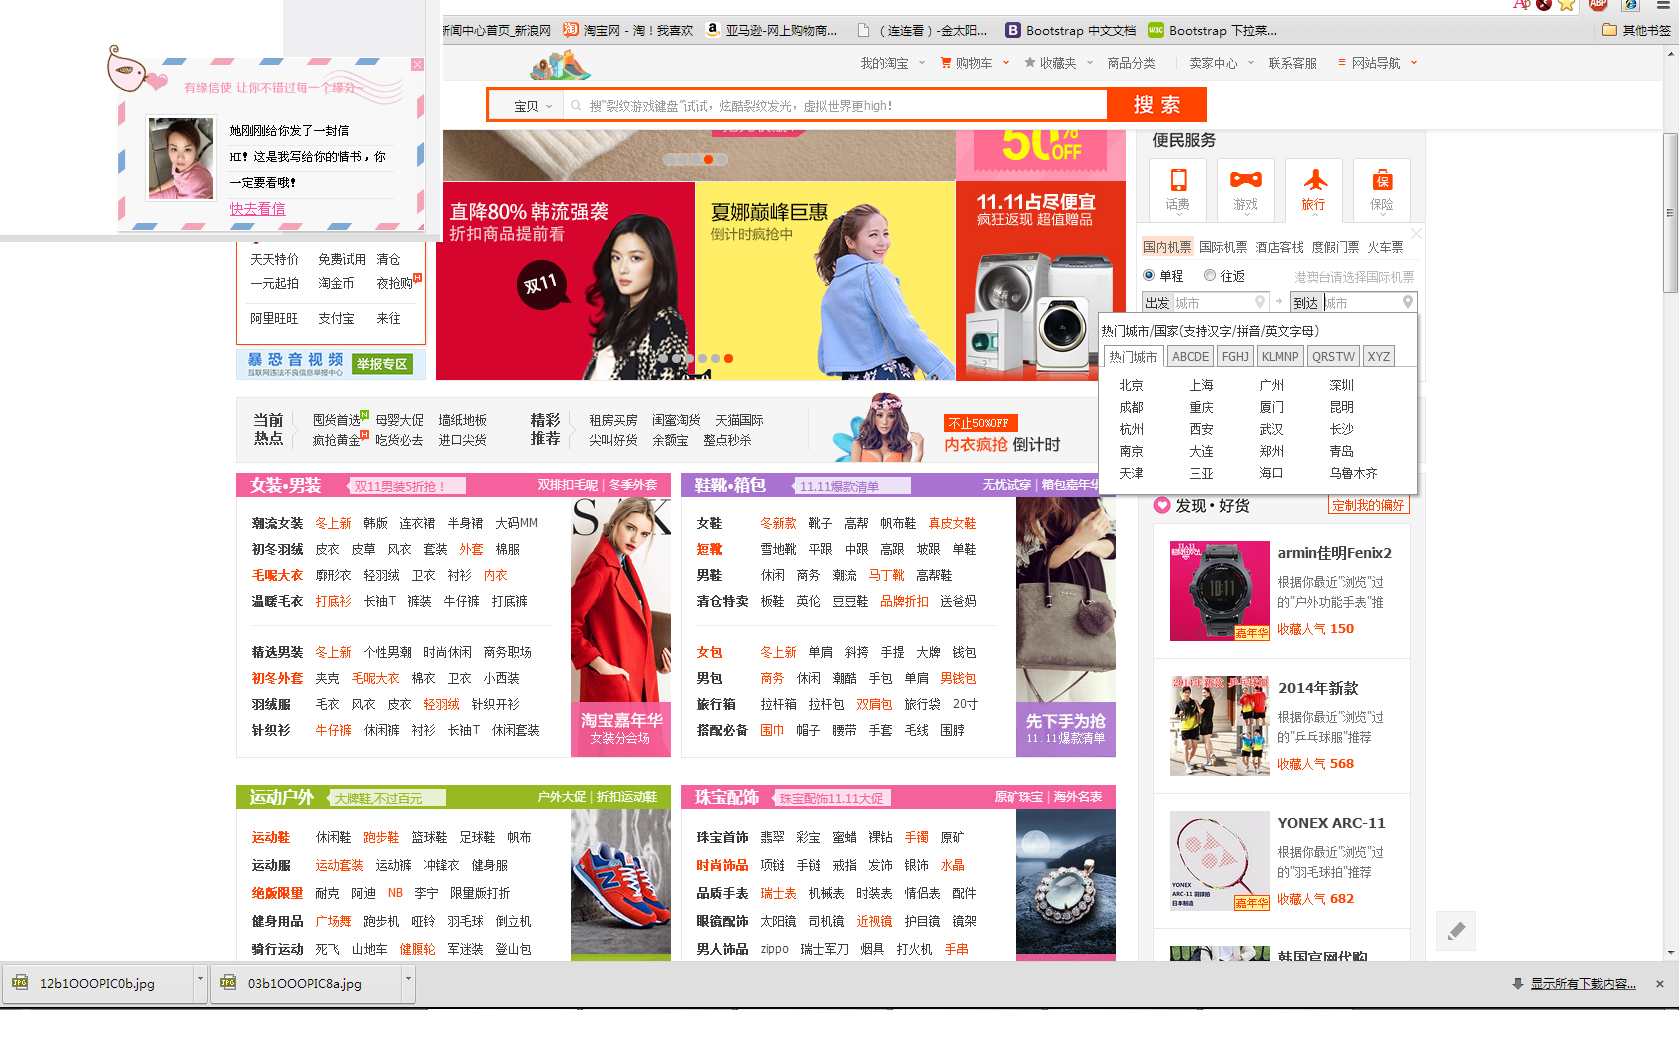 新闻中心首页_新浪网
淘 淘宝网 - 淘！我喜欢
a 亚马逊-网上购物商...
（连连看）-金太阳...
B Bootstrap 中文文档
W3C Bootstrap 下拉菜...
其他书签
ABP
我的淘宝 购物车 收藏夹 商品分类 卖家中心 联系客服 网站导航
有缘信使 让你不错过每一个缘分~
她刚刚给你发了一封信
HI！这是我写给你的情书，你
一定要看哦！
快去看信
宝贝 搜“裂纹游戏键盘”试试，炫酷裂纹发光，虚拟世界更high！ 搜 索
天天特价 免费试用 清仓
一元起拍 淘金币 夜抢购 H
阿里旺旺 支付宝 来往
暴恐音视频 举报专区
互联网违法不良信息举报中心
50% OFF
直降80% 韩流强袭
折扣商品提前看
双11
夏娜巅峰巨惠
倒计时疯抢中
11.11占尽便宜
疯狂返现 超值赠品
便民服务
话费 游戏 旅行 保 保险
国内机票 国际机票 酒店客栈 度假门票 火车票
单程 往返 港澳台请选择国际机票
出发 城市 到达 城市
热门城市/国家(支持汉字/拼音/英文字母)
热门城市 ABCDE FGHJ KLMNP QRSTW XYZ
北京 上海 广州 深圳
成都 重庆 厦门 昆明
杭州 西安 武汉 长沙
南京 大连 郑州 青岛
天津 三亚 海口 乌鲁木齐
当前
热点
囤货首选 N 母婴大促 墙纸地板
疯抢黄金 H 吃货必去 进口尖货
精彩
推荐
租房买房 闺蜜淘货 天猫国际
尖叫好货 余额宝 整点秒杀
不止50%OFF
内衣疯抢 倒计时
女装•男装 双11男装5折抢！ 双排扣毛呢 | 冬季外套
潮流女装 冬上新 韩版 连衣裙 半身裙 大码MM
初冬羽绒 皮衣 皮草 风衣 套装 外套 棉服
毛呢大衣 廓形衣 轻羽绒 卫衣 衬衫 内衣
温暖毛衣 打底衫 长袖T 裤装 牛仔裤 打底裤
精选男装 冬上新 个性男潮 时尚休闲 商务职场
初冬外套 夹克 毛呢大衣 棉衣 卫衣 小西装
羽绒服 毛衣 风衣 皮衣 轻羽绒 针织开衫
针织衫 牛仔裤 休闲裤 衬衫 长袖T 休闲套装
淘宝嘉年华
女装分会场
鞋靴•箱包 11.11爆款清单 无忧试穿 | 箱包嘉年华
女鞋 冬新款 靴子 高帮 帆布鞋 真皮女鞋
短靴 雪地靴 平跟 中跟 高跟 坡跟 单鞋
男鞋 休闲 商务 潮流 马丁靴 高帮鞋
清仓特卖 板鞋 英伦 豆豆鞋 品牌折扣 送爸妈
女包 冬上新 单肩 斜挎 手提 大牌 钱包
男包 商务 休闲 潮酷 手包 单肩 男钱包
旅行箱 拉杆箱 拉杆包 双肩包 旅行袋 20寸
搭配必备 围巾 帽子 腰带 手套 毛线 围脖
先下手为抢
11.11爆款清单
发现 • 好货 定制我的偏好
armin佳明Fenix2
根据你最近“浏览”过
的“户外功能手表”推
收藏人气 150
嘉年华
2014年新款
根据你最近“浏览”过
的“乒乓球服”推荐
收藏人气 568
2014年新款 乒乓球服
YONEX ARC-11
根据你最近“浏览”过
的“羽毛球拍”推荐
收藏人气 682
YONEX
ARC-11 羽球拍
日本制造
嘉年华
韩国官网代购
运动户外 大牌鞋,不过百元 户外大促 | 折扣运动鞋
运动鞋 休闲鞋 跑步鞋 篮球鞋 足球鞋 帆布
运动服 运动套装 运动裤 冲锋衣 健身服
绝版限量 耐克 阿迪 NB 李宁 限量版打折
健身用品 广场舞 跑步机 哑铃 羽毛球 倒立机
骑行运动 死飞 山地车 健腹轮 军迷装 登山包
珠宝配饰 珠宝配饰11.11大促 原矿珠宝 | 海外名表
珠宝首饰 翡翠 彩宝 蜜蜡 裸钻 手镯 原矿
时尚饰品 项链 手链 戒指 发饰 银饰 水晶
品质手表 瑞士表 机械表 时装表 情侣表 配件
眼镜配饰 太阳镜 司机镜 近视镜 护目镜 镜架
男人饰品 zippo 瑞士军刀 烟具 打火机 手串
12b1OOOPIC0b.jpg
03b1OOOPIC8a.jpg
显示所有下载内容...